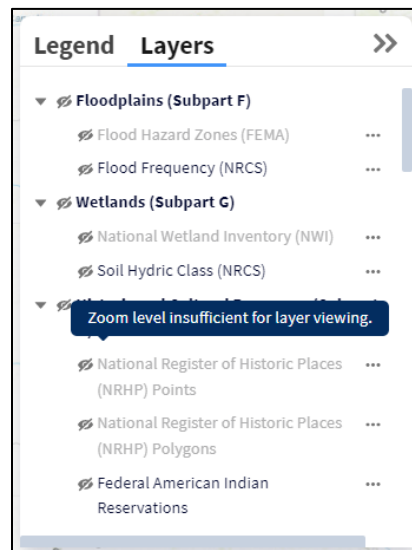 Legend Layers
Floodplains (Subpart F)
Flood Hazard Zones (FEMA)
Flood Frequency (NRCS)
Wetlands (Subpart G)
National Wetland Inventory (NWI)
Soil Hydric Class (NRCS)
Zoom level insufficient for layer viewing.
National Register of Historic Places
(NRHP) Points
National Register of Historic Places
(NRHP) Polygons
Federal American Indian
Reservations